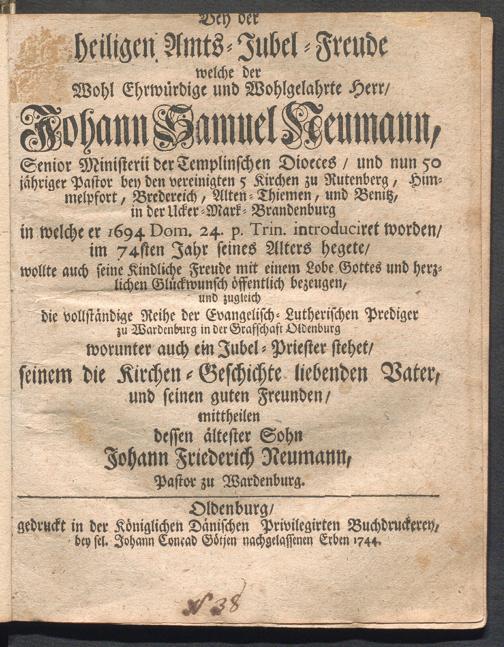 Bey der
heiligen Amts-Jubel-Freude
welche der
Wohl Ehrwürdige und Wohlgelahrte Herr/
Johann Samuel Neumann,
Senior Ministerii der Templinschen Dioeces / und nun 50
jähriger Pastor bey den vereinigten 5 Kirchen zu Rutenberg, Him-
melpfort, Bredereich, Alten-Thiemen, und Benitz,
in der Ucker-Mark-Brandenburg
in welche er 1694 Dom. 24. p. Trin. introduciret worden/
im 74sten Jahr seines Alters hegete/
wollte auch seine Kindliche Freude mit einem Lobe Gottes und herz-
lichen Glückwunsch öffentlich bezeugen,
und zugleich
die vollständige Reihe der Evangelisch-Lutherischen Prediger
zu Wardenburg in der Grafschaft Oldenburg
worunter auch ein Jubel-Priester stehet/
seinem die Kirchen-Geschichte liebenden Vater,
und seinen guten Freunden/
mittheilen
dessen ältester Sohn
Johann Friederich Neumann,
Pastor zu Wardenburg.
Oldenburg/
gedruckt in der Königlichen Dänischen Privilegirten Buchdruckerey,
bey sel. Johann Conrad Götjen nachgelassenen Erben 1744.
N 38